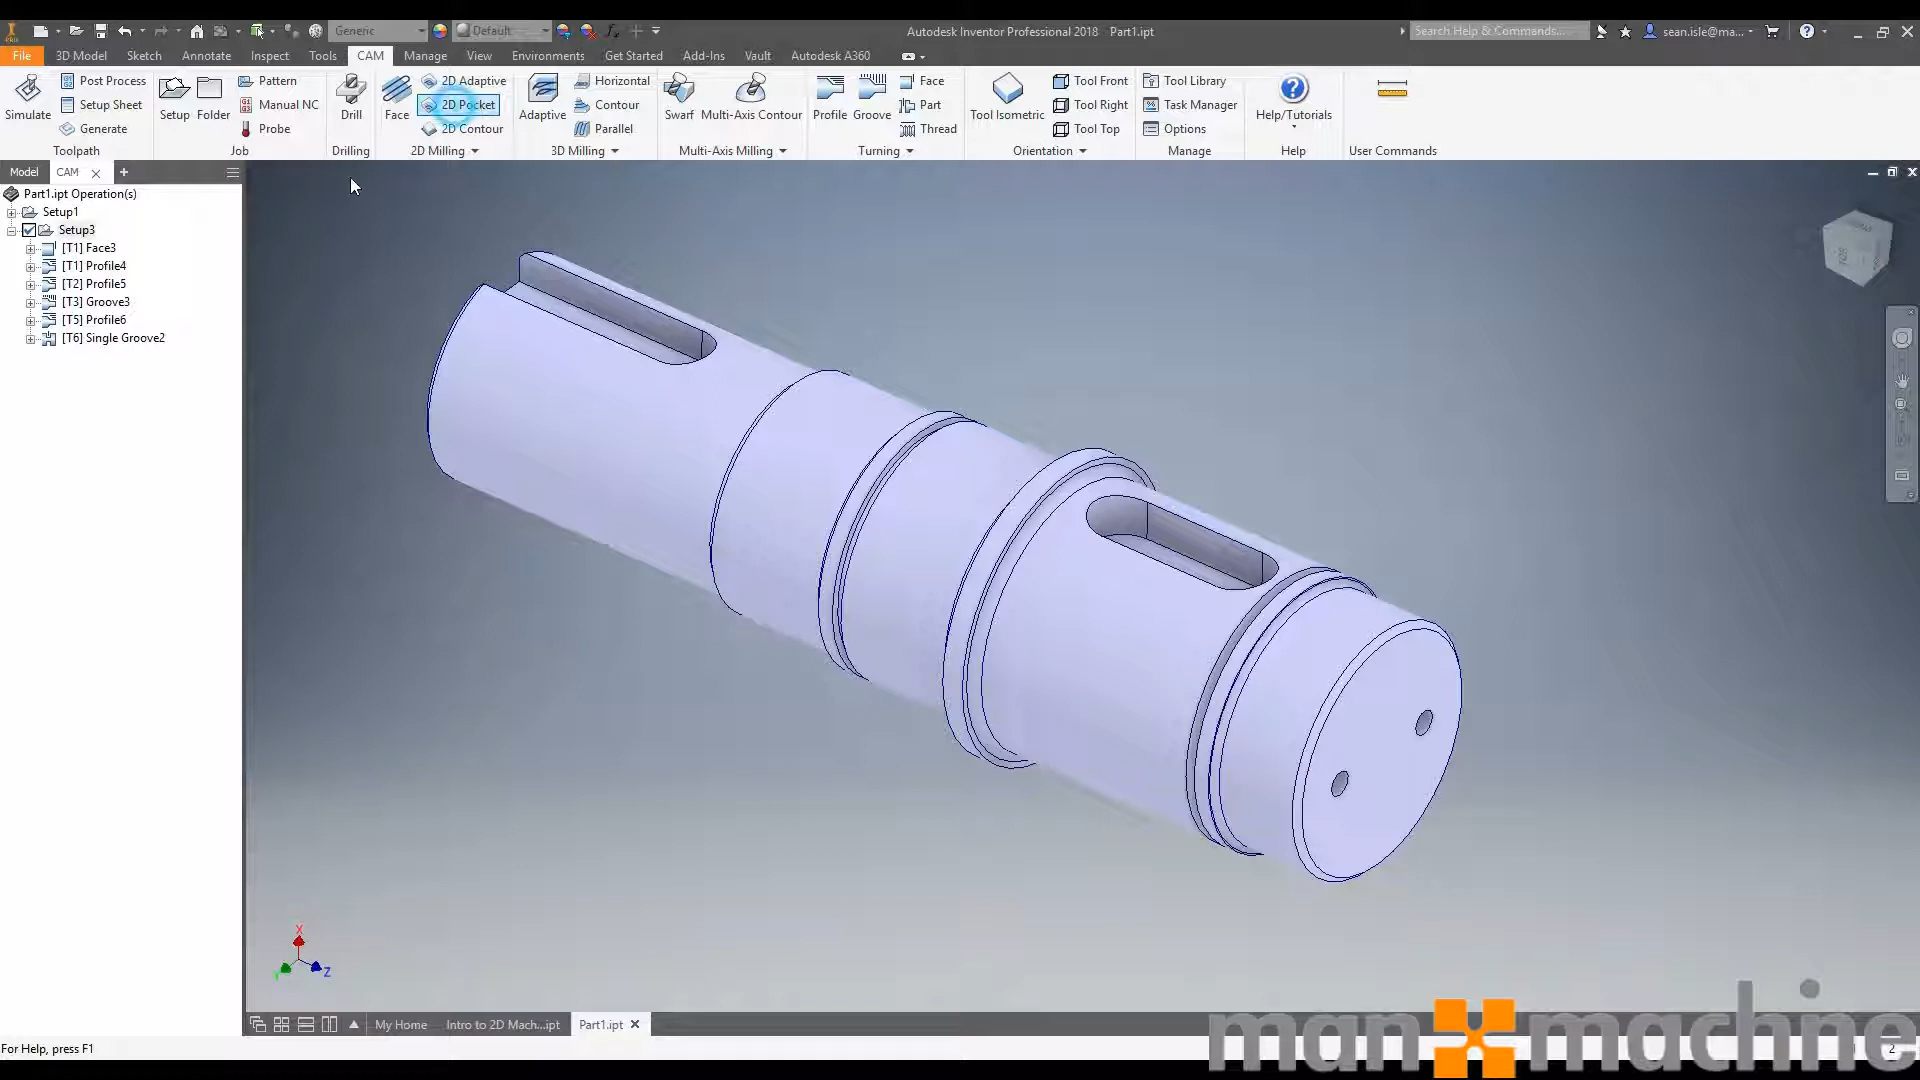 Generic
Default
Autodesk Inventor Professional 2018 Part1.ipt
Search Help & Commands...
sean.isle@ma...
File 3D Model Sketch Annotate Inspect Tools CAM Manage View Environments Get Started Add-Ins Vault Autodesk A360
Simulate
Post Process
Setup Sheet
Generate
Toolpath
Setup Folder
Pattern
Manual NC
Probe
Job
Drill
Drilling
Face
2D Adaptive
2D Pocket
2D Contour
2D Milling
Adaptive
Horizontal
Contour
Parallel
3D Milling
Swarf Multi-Axis Contour
Multi-Axis Milling
Profile Groove
Face
Part
Thread
Turning
Tool Isometric
Tool Front
Tool Right
Tool Top
Orientation
Tool Library
Task Manager
Options
Manage
Help/Tutorials
Help
User Commands
Model CAM
Part1.ipt Operation(s)
Setup1
Setup3
[T1] Face3
[T1] Profile4
[T2] Profile5
[T3] Groove3
[T5] Profile6
[T6] Single Groove2
X
Z
My Home Intro to 2D Mach...ipt Part1.ipt
For Help, press F1
man machine
2